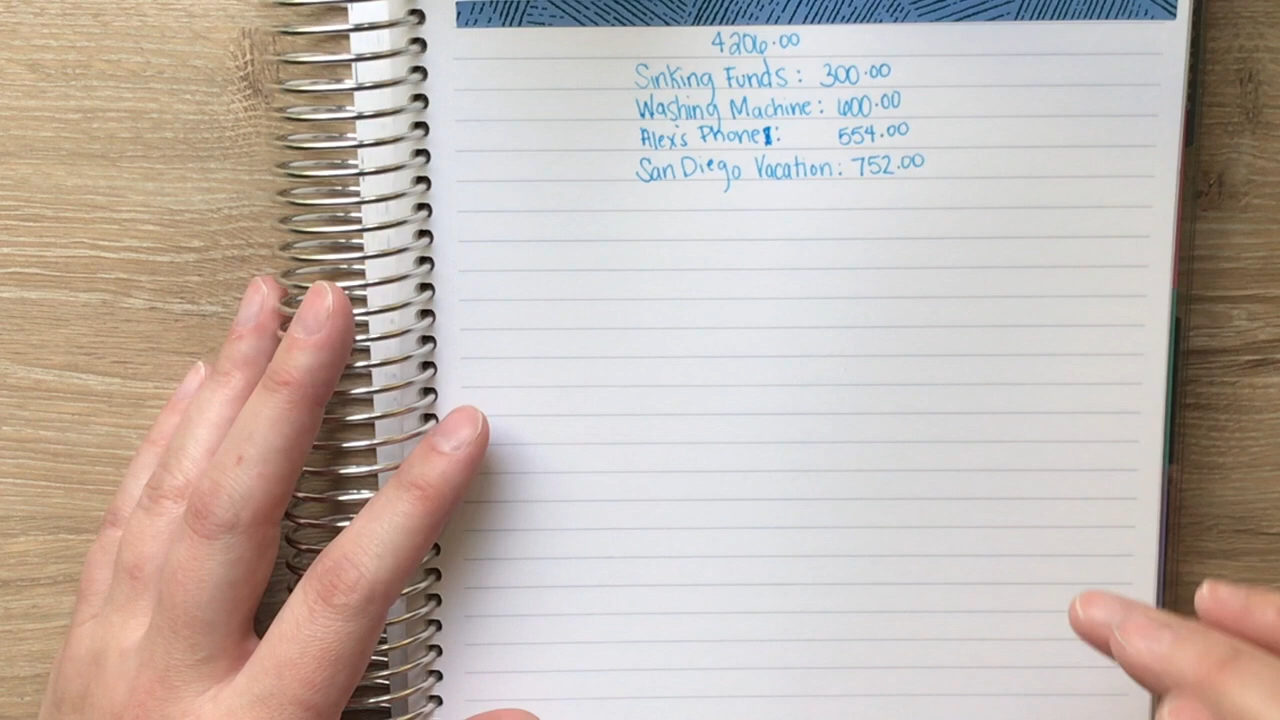 4206.00
Sinking Funds: 300.00
Washing Machine: 600.00
Alex's Phone: 554.00
San Diego Vacation: 752.00